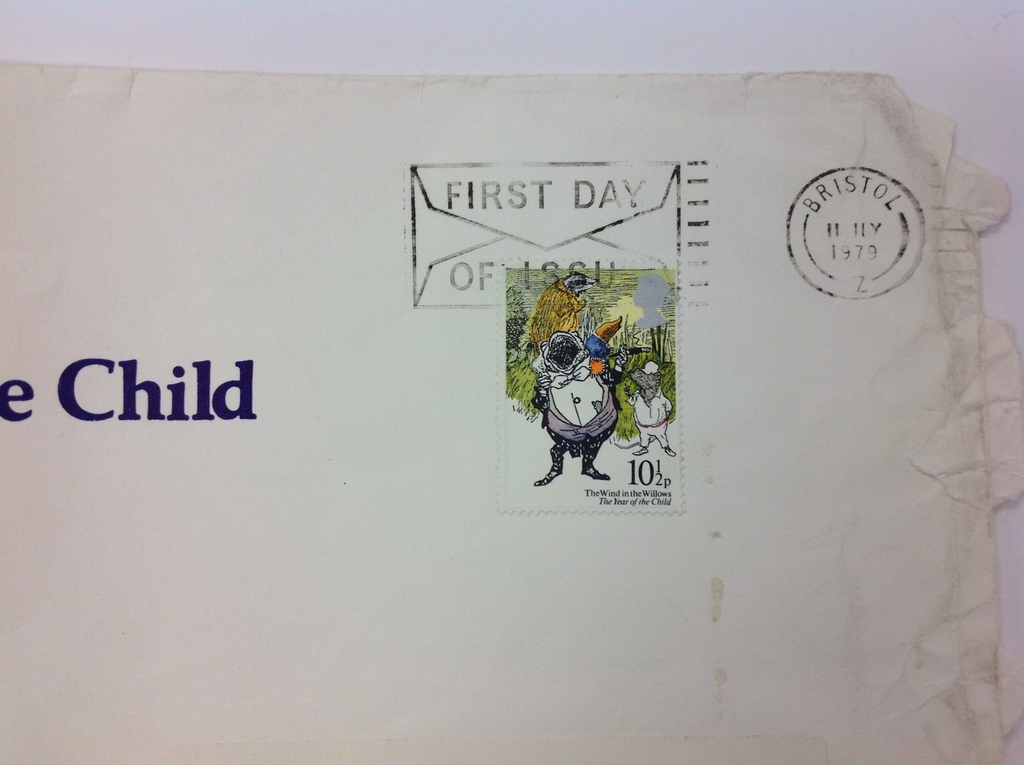 FIRST DAY
OF ISSU
BRISTOL
11 JLY
1979
Z
e Child
10½p
The Wind in the Willows
The Year of the Child